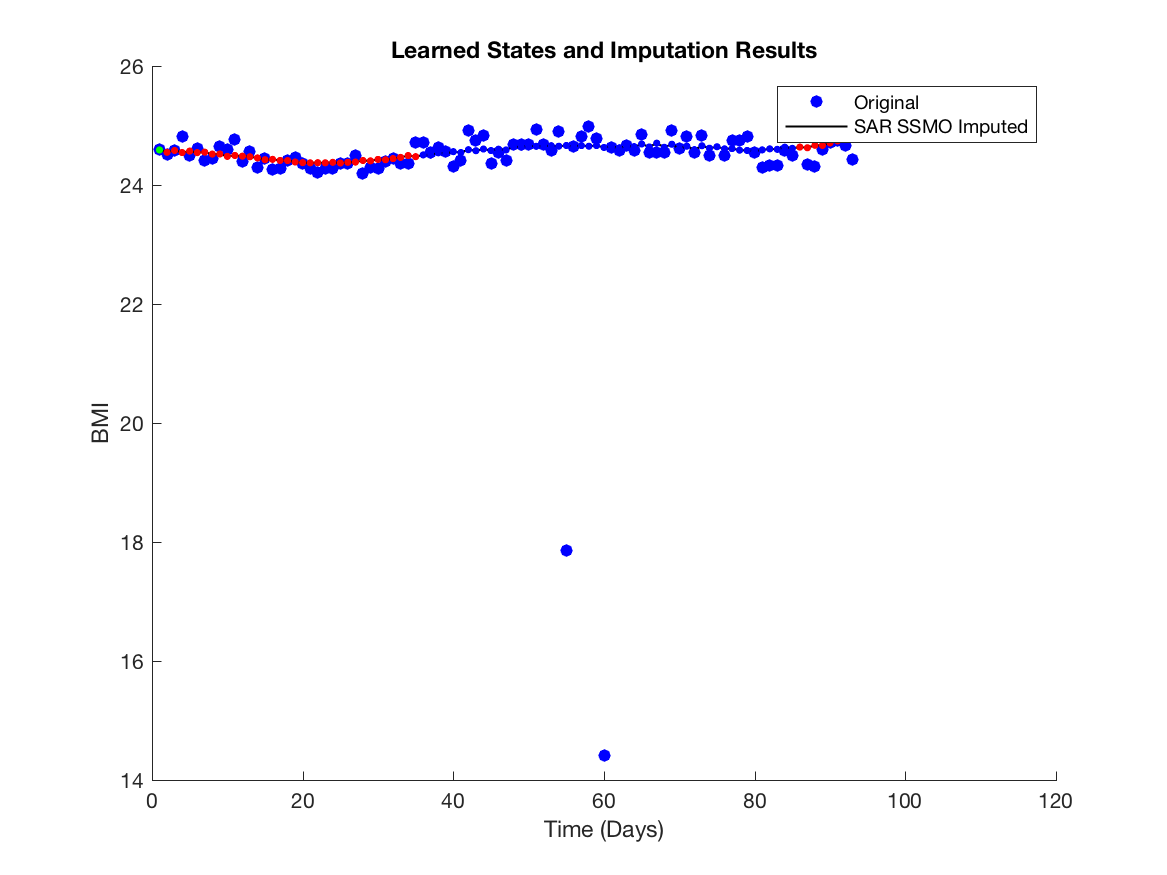 Learned States and Imputation Results
Original
SAR SSMO Imputed
26
24
22
20
18
16
14
BMI
0 20 40 60 80 100 120
Time (Days)